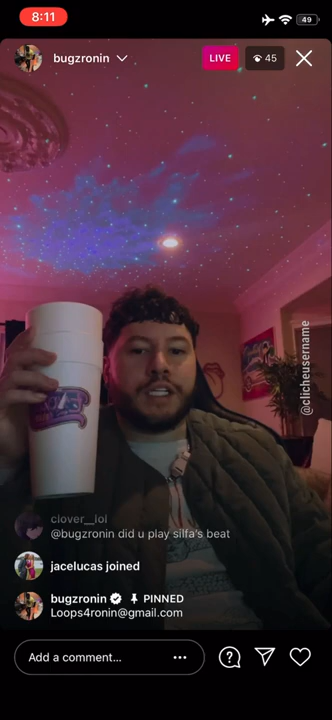 8:11
49
bugzronin
LIVE
45
@clicheusername
clover__lol
@bugzronin did u play silfa's beat
jacelucas joined
bugzronin PINNED
Loops4ronin@gmail.com
Add a comment...